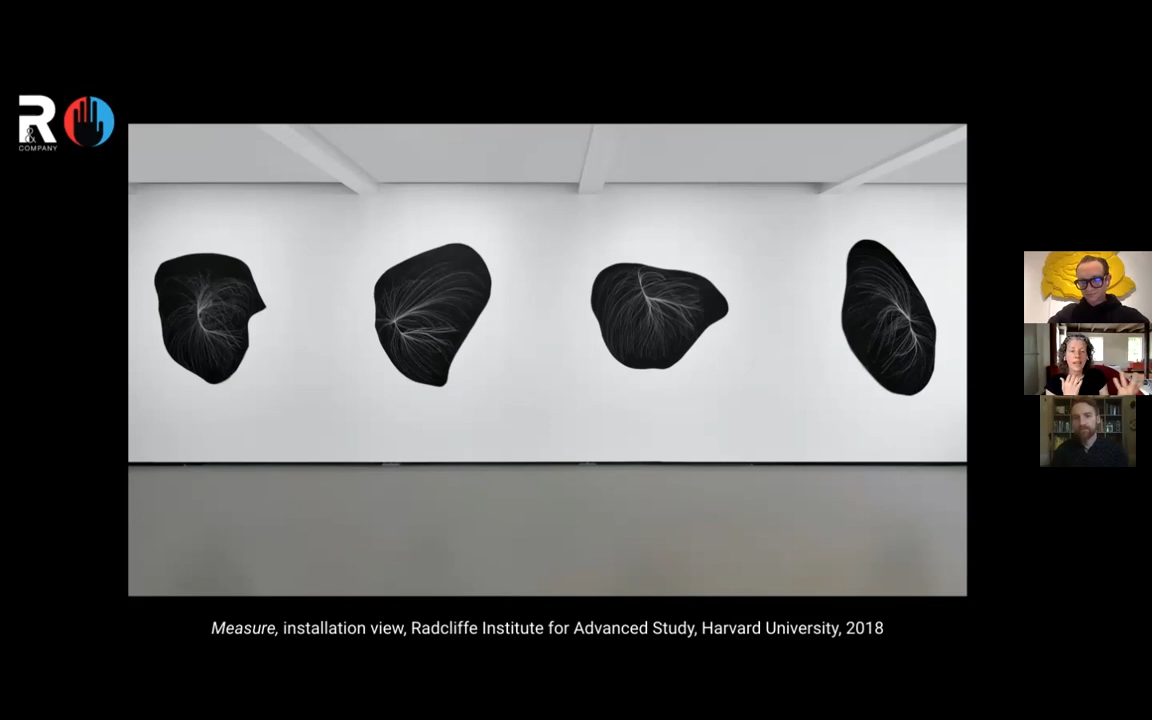 R
&
COMPANY
Measure, installation view, Radcliffe Institute for Advanced Study, Harvard University, 2018